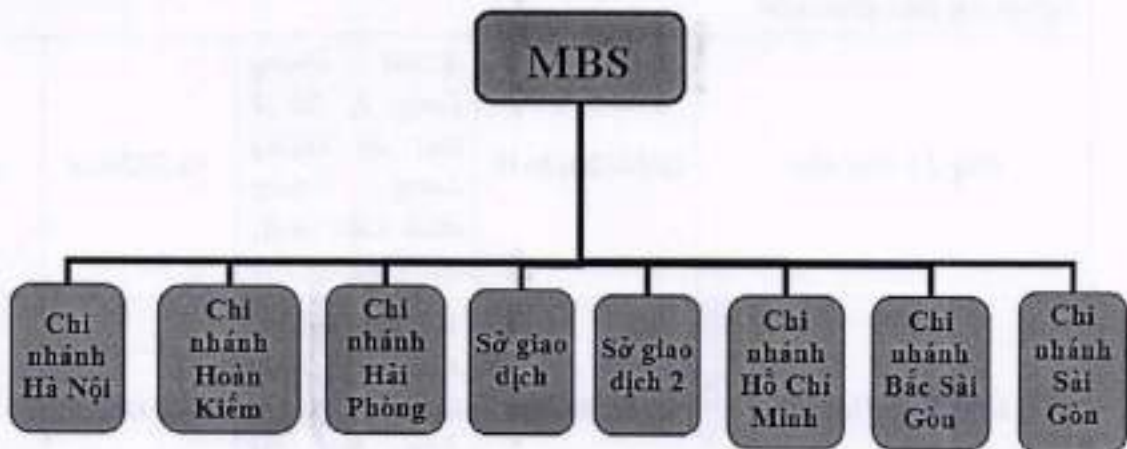 MBS
Chi
nhánh
Hà Nội
Chi
nhánh
Hoàn
Kiếm
Chi
nhánh
Hải
Phòng
Sở giao
dịch
Sở giao
dịch 2
Chi
nhánh
Hồ Chí
Minh
Chi
nhánh
Bắc Sài
Gòn
Chi
nhánh
Sài
Gòn